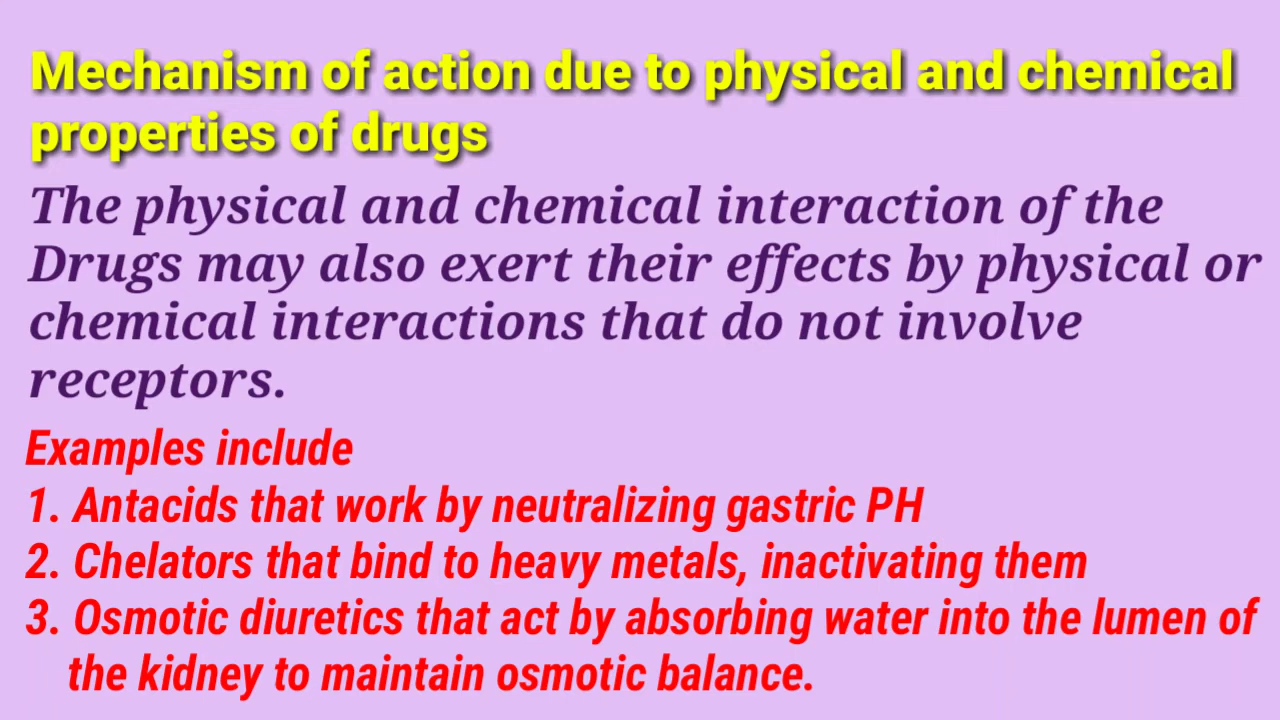 Mechanism of action due to physical and chemical
properties of drugs
The physical and chemical interaction of the
Drugs may also exert their effects by physical or
chemical interactions that do not involve
receptors.
Examples include
1. Antacids that work by neutralizing gastric PH
2. Chelators that bind to heavy metals, inactivating them
3. Osmotic diuretics that act by absorbing water into the lumen of
the kidney to maintain osmotic balance.